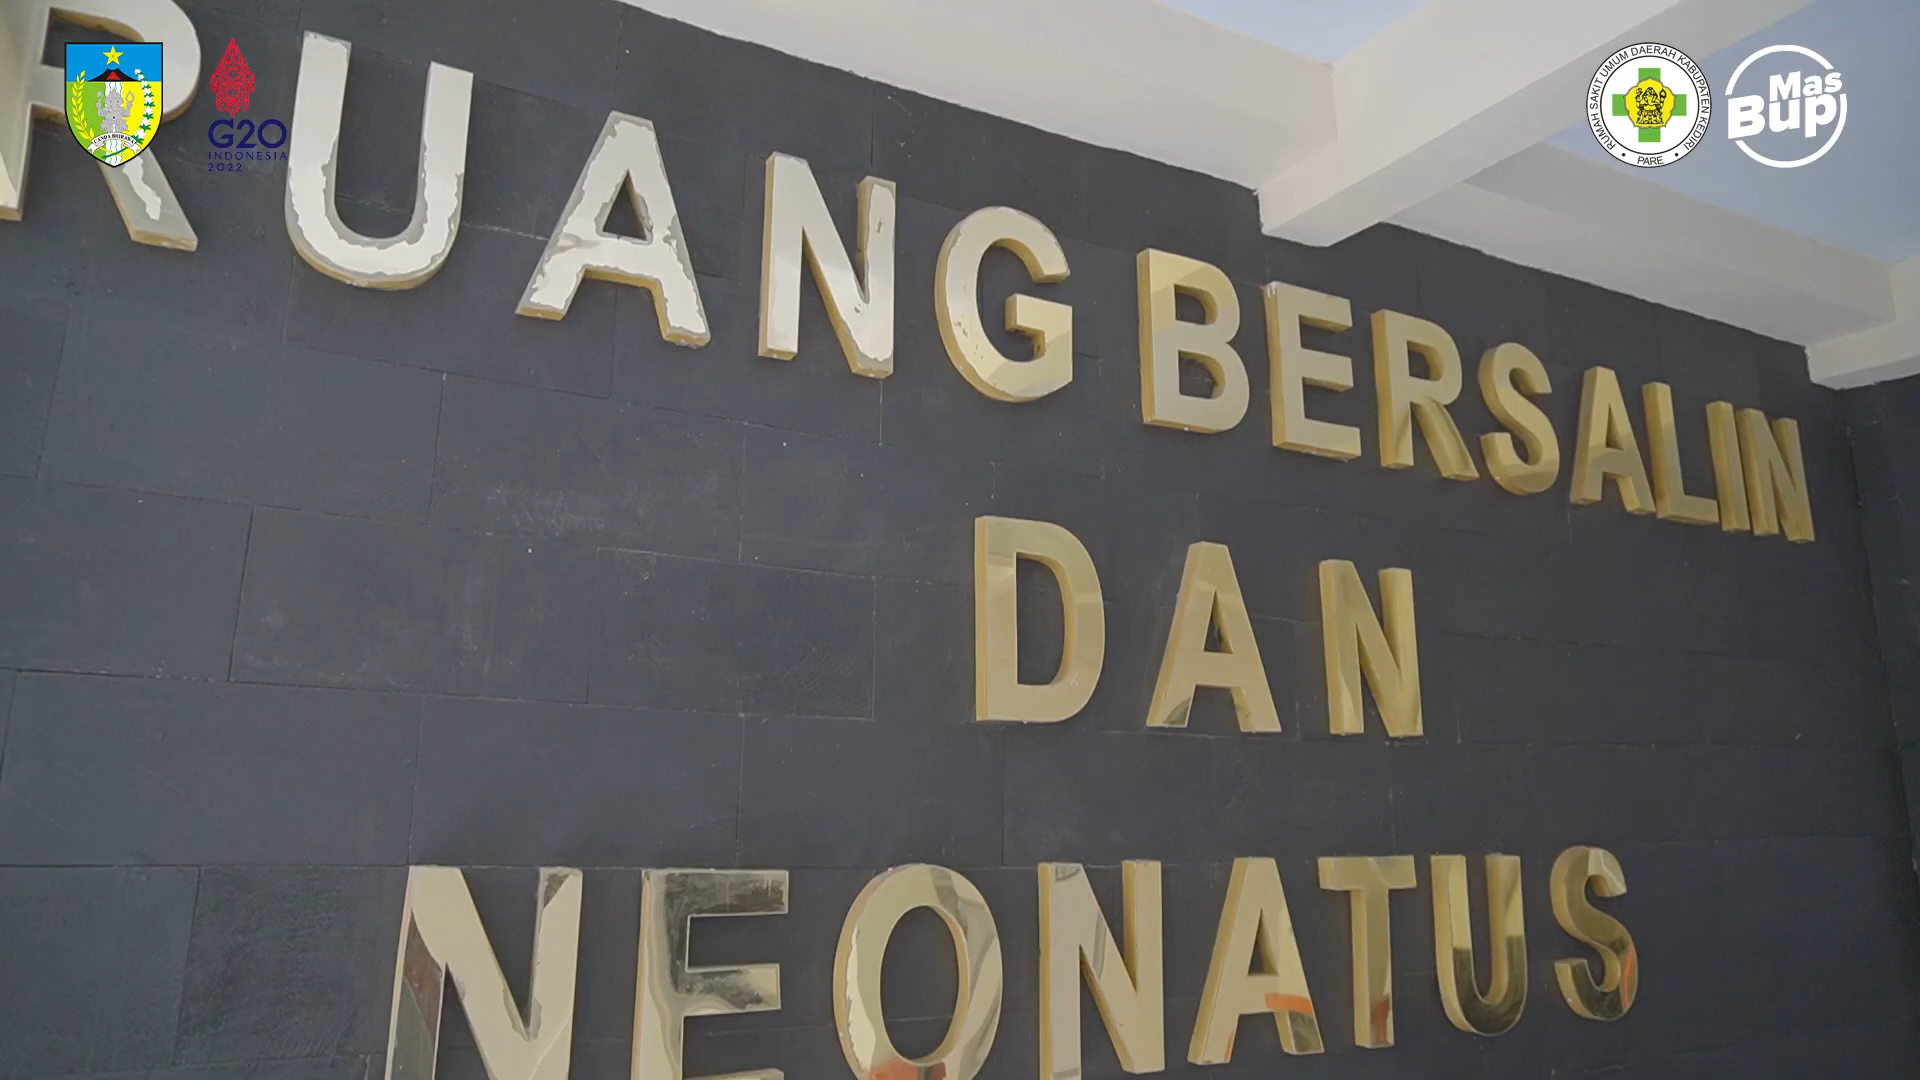 G20
INDONESIA
2022
RUMAH SAKIT UMUM DAERAH KABUPATEN KEDIRI
• PARE •
Mas
Bup
RUANG BERSALIN
DAN
NEONATUS